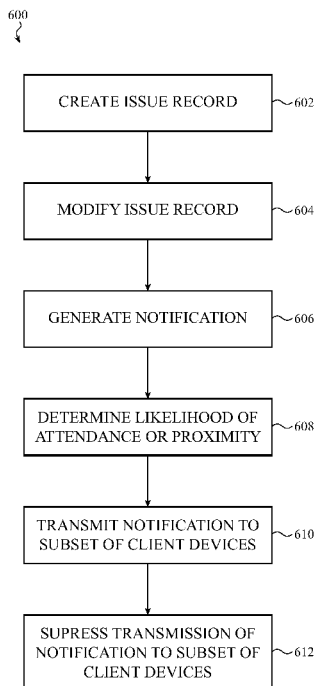 600
CREATE ISSUE RECORD
602
MODIFY ISSUE RECORD
604
GENERATE NOTIFICATION
606
DETERMINE LIKELIHOOD OF
ATTENDANCE OR PROXIMITY
608
TRANSMIT NOTIFICATION TO
SUBSET OF CLIENT DEVICES
610
SUPRESS TRANSMISSION OF
NOTIFICATION TO SUBSET
OF CLIENT DEVICES
612